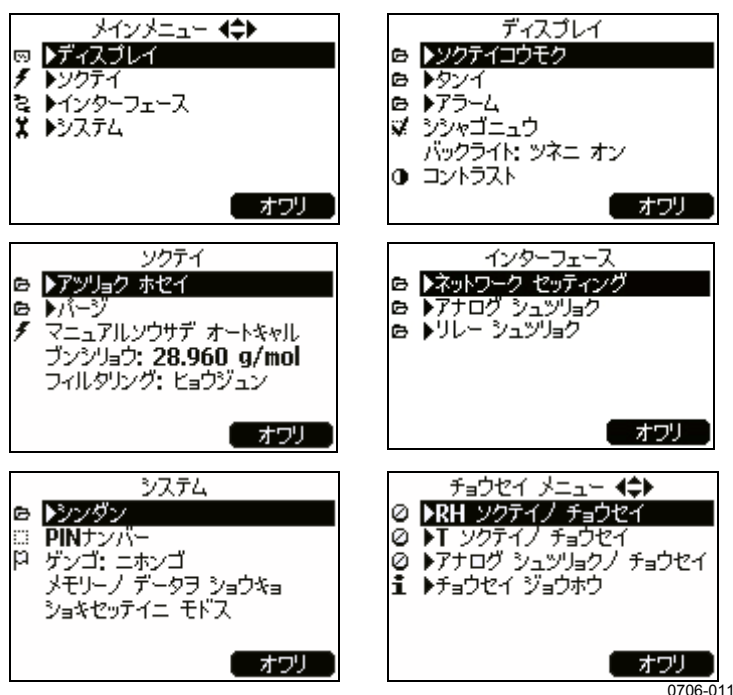 メインメニュー
▶ディスプレイ
▶ソクテイ
▶インターフェース
▶システム
オワリ
ディスプレイ
▶ソクテイコウモク
▶タンイ
▶アラーム
シシャゴニュウ
バックライト: ツネニ オン
コントラスト
オワリ
ソクテイ
▶アツリョク ホセイ
▶パージ
マニュアルソウサデ オートキャル
ブンシリョウ: 28.960 g/mol
フィルタリング: ヒョウジュン
オワリ
インターフェース
▶ネットワーク セッティング
▶アナログ シュツリョク
▶リレー シュツリョク
オワリ
システム
▶シンダン
PINナンバー
ゲンゴ: ニホンゴ
メモリーノ データヲ ショウキョ
ショキセッテイニ モドス
オワリ
チョウセイ メニュー
▶RH ソクテイノ チョウセイ
▶T ソクテイノ チョウセイ
▶アナログ シュツリョクノ チョウセイ
▶チョウセイ ジョウホウ
オワリ
0706-011